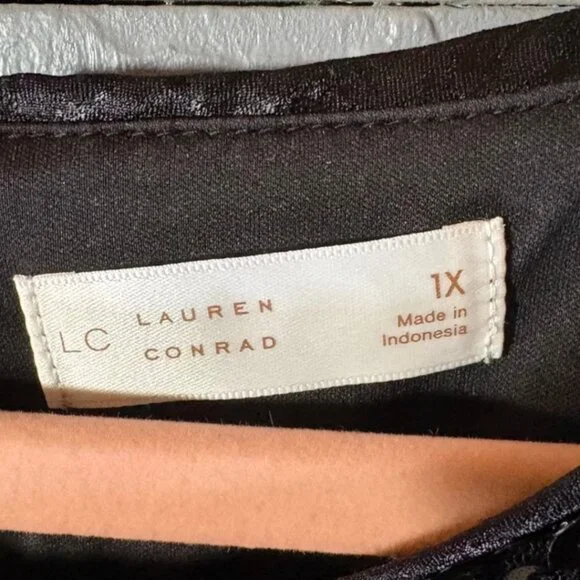 LC LAUREN CONRAD
1X
Made in
Indonesia